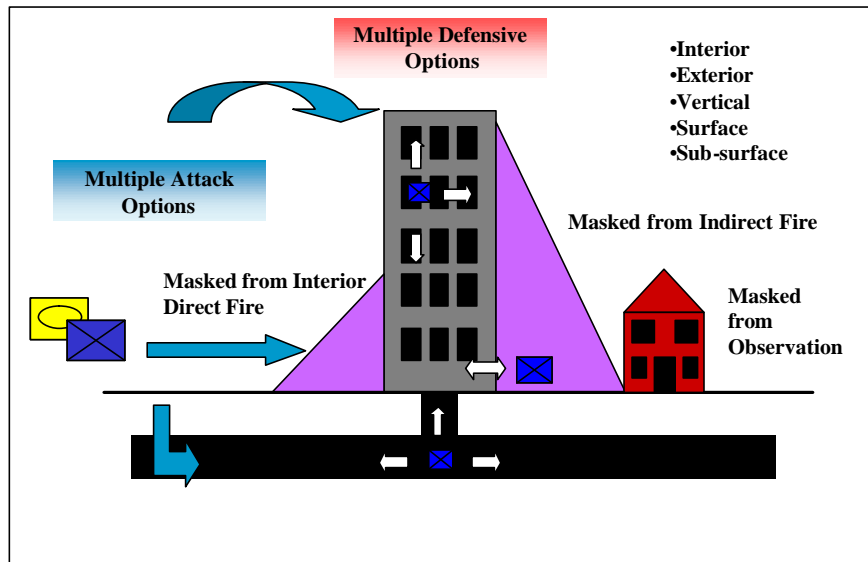 Multiple Defensive
Options
•Interior
•Exterior
•Vertical
•Surface
•Sub-surface
Multiple Attack
Options
Masked from Indirect Fire
Masked from Interior
Direct Fire
Masked
from
Observation